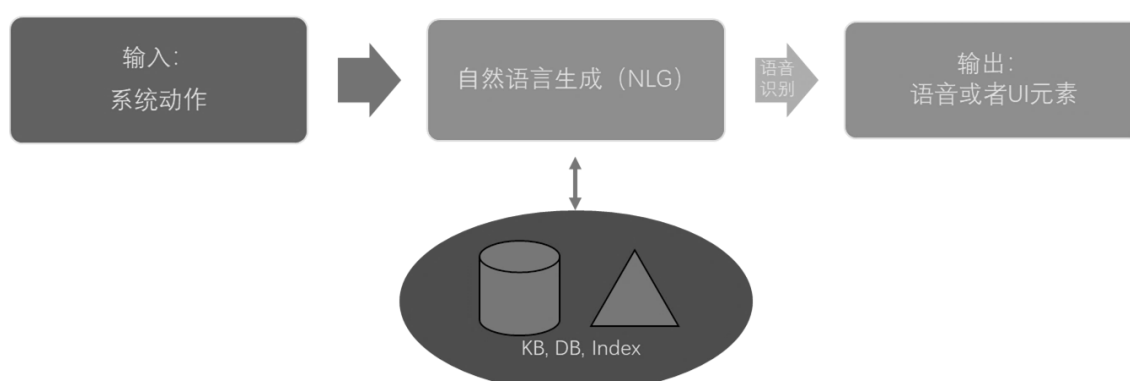 输入：
系统动作
自然语言生成（NLG）
语音
识别
输出：
语音或者UI元素
KB, DB, Index